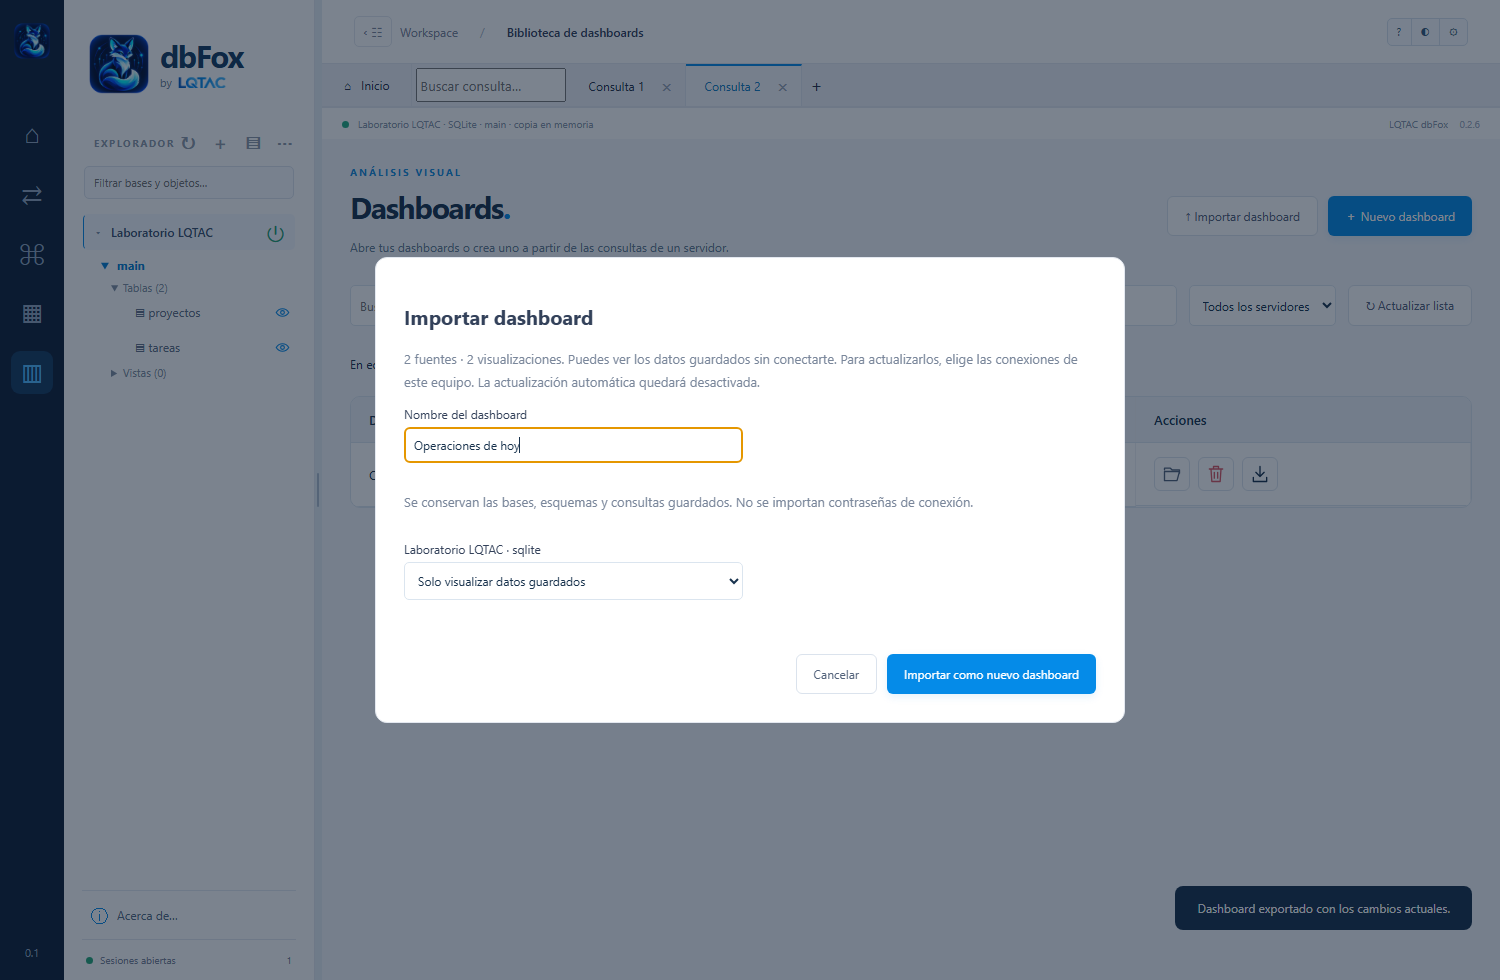 dbFox
by LQTAC
EXPLORADOR
Filtrar bases y objetos...
Laboratorio LQTAC
main
Tablas (2)
proyectos
tareas
Vistas (0)
Acerca de...
Sesiones abiertas 1
0.1
Workspace / Biblioteca de dashboards
?
Inicio
Buscar consulta...
Consulta 1 ×
Consulta 2 ×
+
Laboratorio LQTAC · SQLite · main · copia en memoria
LQTAC dbFox 0.2.6
ANÁLISIS VISUAL
Dashboards.
↑ Importar dashboard
+ Nuevo dashboard
Abre tus dashboards o crea uno a partir de las consultas de un servidor.
Todos los servidores
↻ Actualizar lista
Acciones
Importar dashboard
2 fuentes · 2 visualizaciones. Puedes ver los datos guardados sin conectarte. Para actualizarlos, elige las conexiones de
este equipo. La actualización automática quedará desactivada.
Nombre del dashboard
Operaciones de hoy
Se conservan las bases, esquemas y consultas guardados. No se importan contraseñas de conexión.
Laboratorio LQTAC · sqlite
Solo visualizar datos guardados
Cancelar
Importar como nuevo dashboard
Dashboard exportado con los cambios actuales.